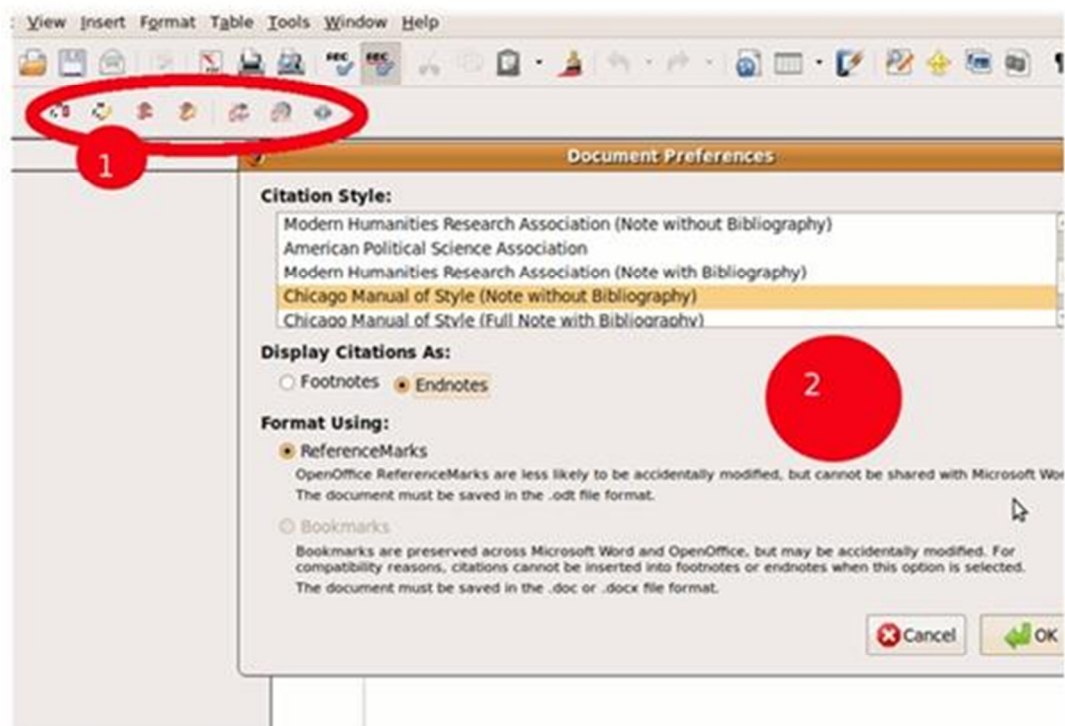 : View Insert Format Table Tools Window Help
1
Document Preferences
Citation Style:
Modern Humanities Research Association (Note without Bibliography)
American Political Science Association
Modern Humanities Research Association (Note with Bibliography)
Chicago Manual of Style (Note without Bibliography)
Chicago Manual of Style (Full Note with Bibliography)
Display Citations As:
Footnotes Endnotes
2
Format Using:
ReferenceMarks
OpenOffice ReferenceMarks are less likely to be accidentally modified, but cannot be shared with Microsoft Wor
The document must be saved in the .odt file format.
Bookmarks
Bookmarks are preserved across Microsoft Word and OpenOffice, but may be accidentally modified. For
compatibility reasons, citations cannot be inserted into footnotes or endnotes when this option is selected.
The document must be saved in the .doc or .docx file format.
Cancel OK